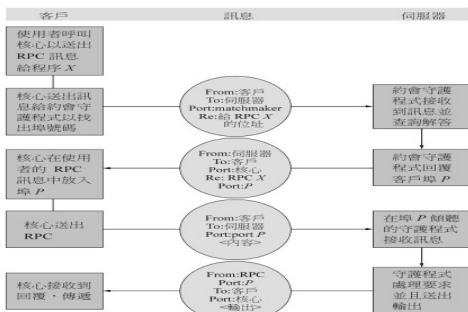 客戶
訊息
伺服器
使用者呼叫
核心以送出
RPC 訊息
給程序 X
核心送出訊
息給約會守
護程式以找
出埠號碼
From:客戶
To:伺服器
Port:matchmaker
Re:給 RPC X
的位址
約會守護
程式接收
到訊息並
查詢解答
核心在使用
者的 RPC
訊息中放入
埠 P
From:伺服器
To:客戶
Port:核心
Re: RPC X
Port:P
約會守護
程式回覆
客戶埠 P
核心送出
RPC
From:客戶
To:伺服器
Port:port P
<內容>
在埠 P 傾聽
的守護程式
接收訊息
核心接收到
回覆，傳遞
From:RPC
Port:P
To:客戶
Port:核心
<輸出>
守護程式
處理要求
並且送出
輸出